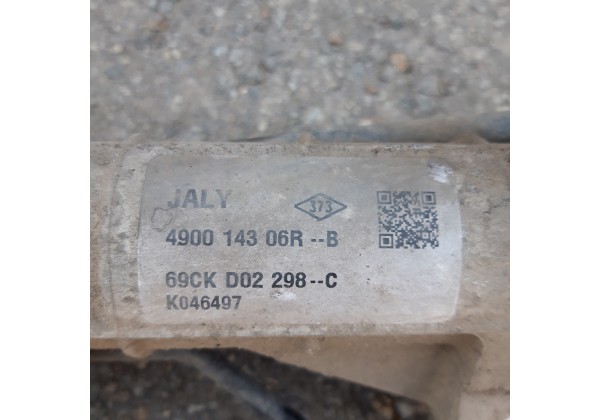 JALY
373
4900 143 06R --B
69CK D02 298--C
K046497